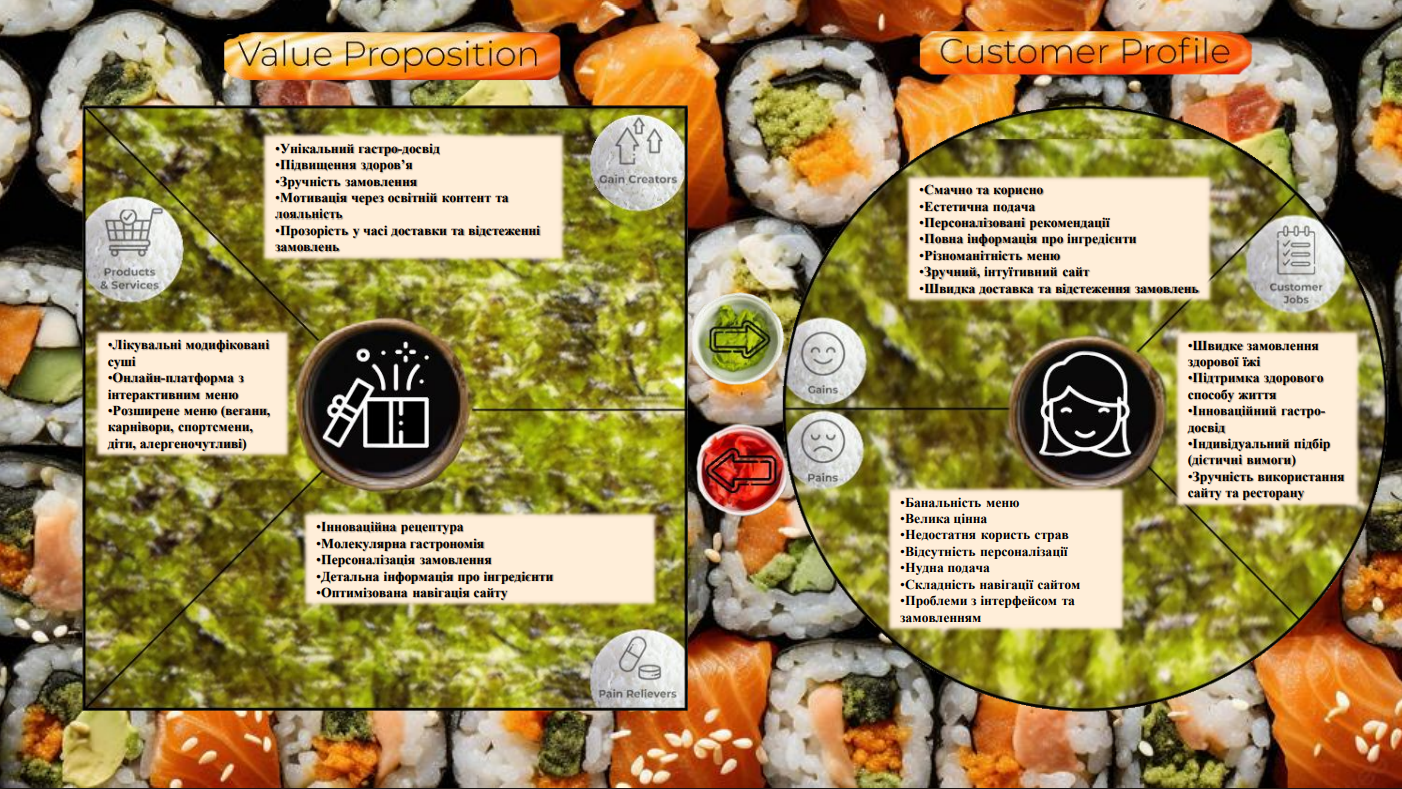 Value Proposition
Customer Profile
•Унікальний гастро-досвід
•Підвищення здоров’я
•Зручність замовлення
•Мотивація через освітній контент та
лояльність
•Прозорість у часі доставки та відстеженні
замовлень
Gain Creators
Products
& Services
•Лікувальні модифіковані
суші
•Онлайн-платформа з
інтерактивним меню
•Розширене меню (вегани,
карнівори, спортсмени,
діти, алергеночутливі)
•Інноваційна рецептура
•Молекулярна гастрономія
•Персоналізація замовлення
•Детальна інформація про інгредієнти
•Оптимізована навігація сайту
Pain Relievers
•Смачно та корисно
•Естетична подача
•Персоналізовані рекомендації
•Повна інформація про інгредієнти
•Різноманітність меню
•Зручний, інтуїтивний сайт
•Швидка доставка та відстеження замовлень
Customer
Jobs
Gains
Pains
•Швидке замовлення
здорової їжі
•Підтримка здорового
способу життя
•Інноваційний гастро-
досвід
•Індивідуальний підбір
(дієтичні вимоги)
•Зручність використання
сайту та ресторану
•Банальність меню
•Велика цінна
•Недостатня користь страв
•Відсутність персоналізації
•Нудна подача
•Складність навігації сайтом
•Проблеми з інтерфейсом та
замовленням